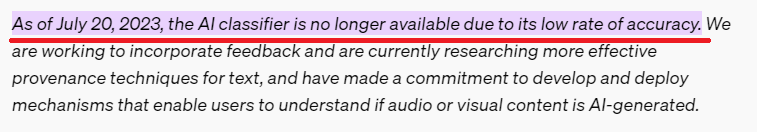 As of July 20, 2023, the AI classifier is no longer available due to its low rate of accuracy. We
are working to incorporate feedback and are currently researching more effective
provenance techniques for text, and have made a commitment to develop and deploy
mechanisms that enable users to understand if audio or visual content is AI-generated.